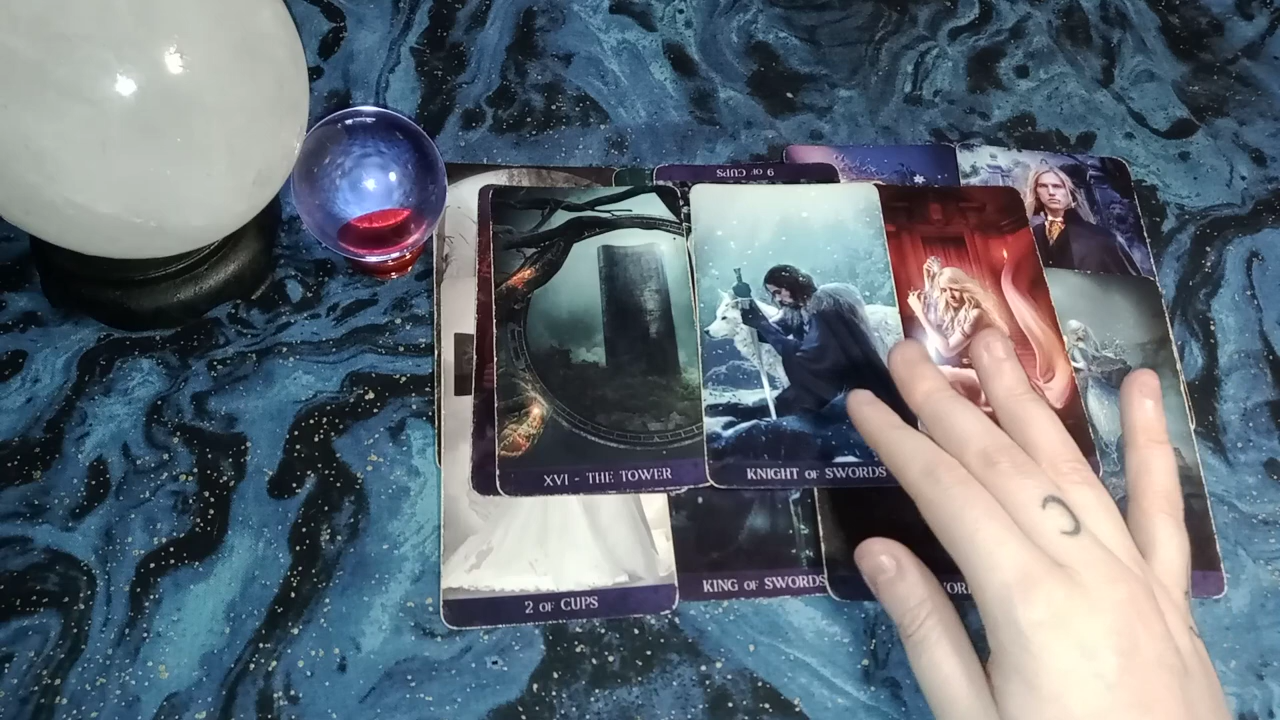 9 OF CUPS
XVI - THE TOWER
KNIGHT OF SWORDS
KING OF SWORDS
2 OF CUPS